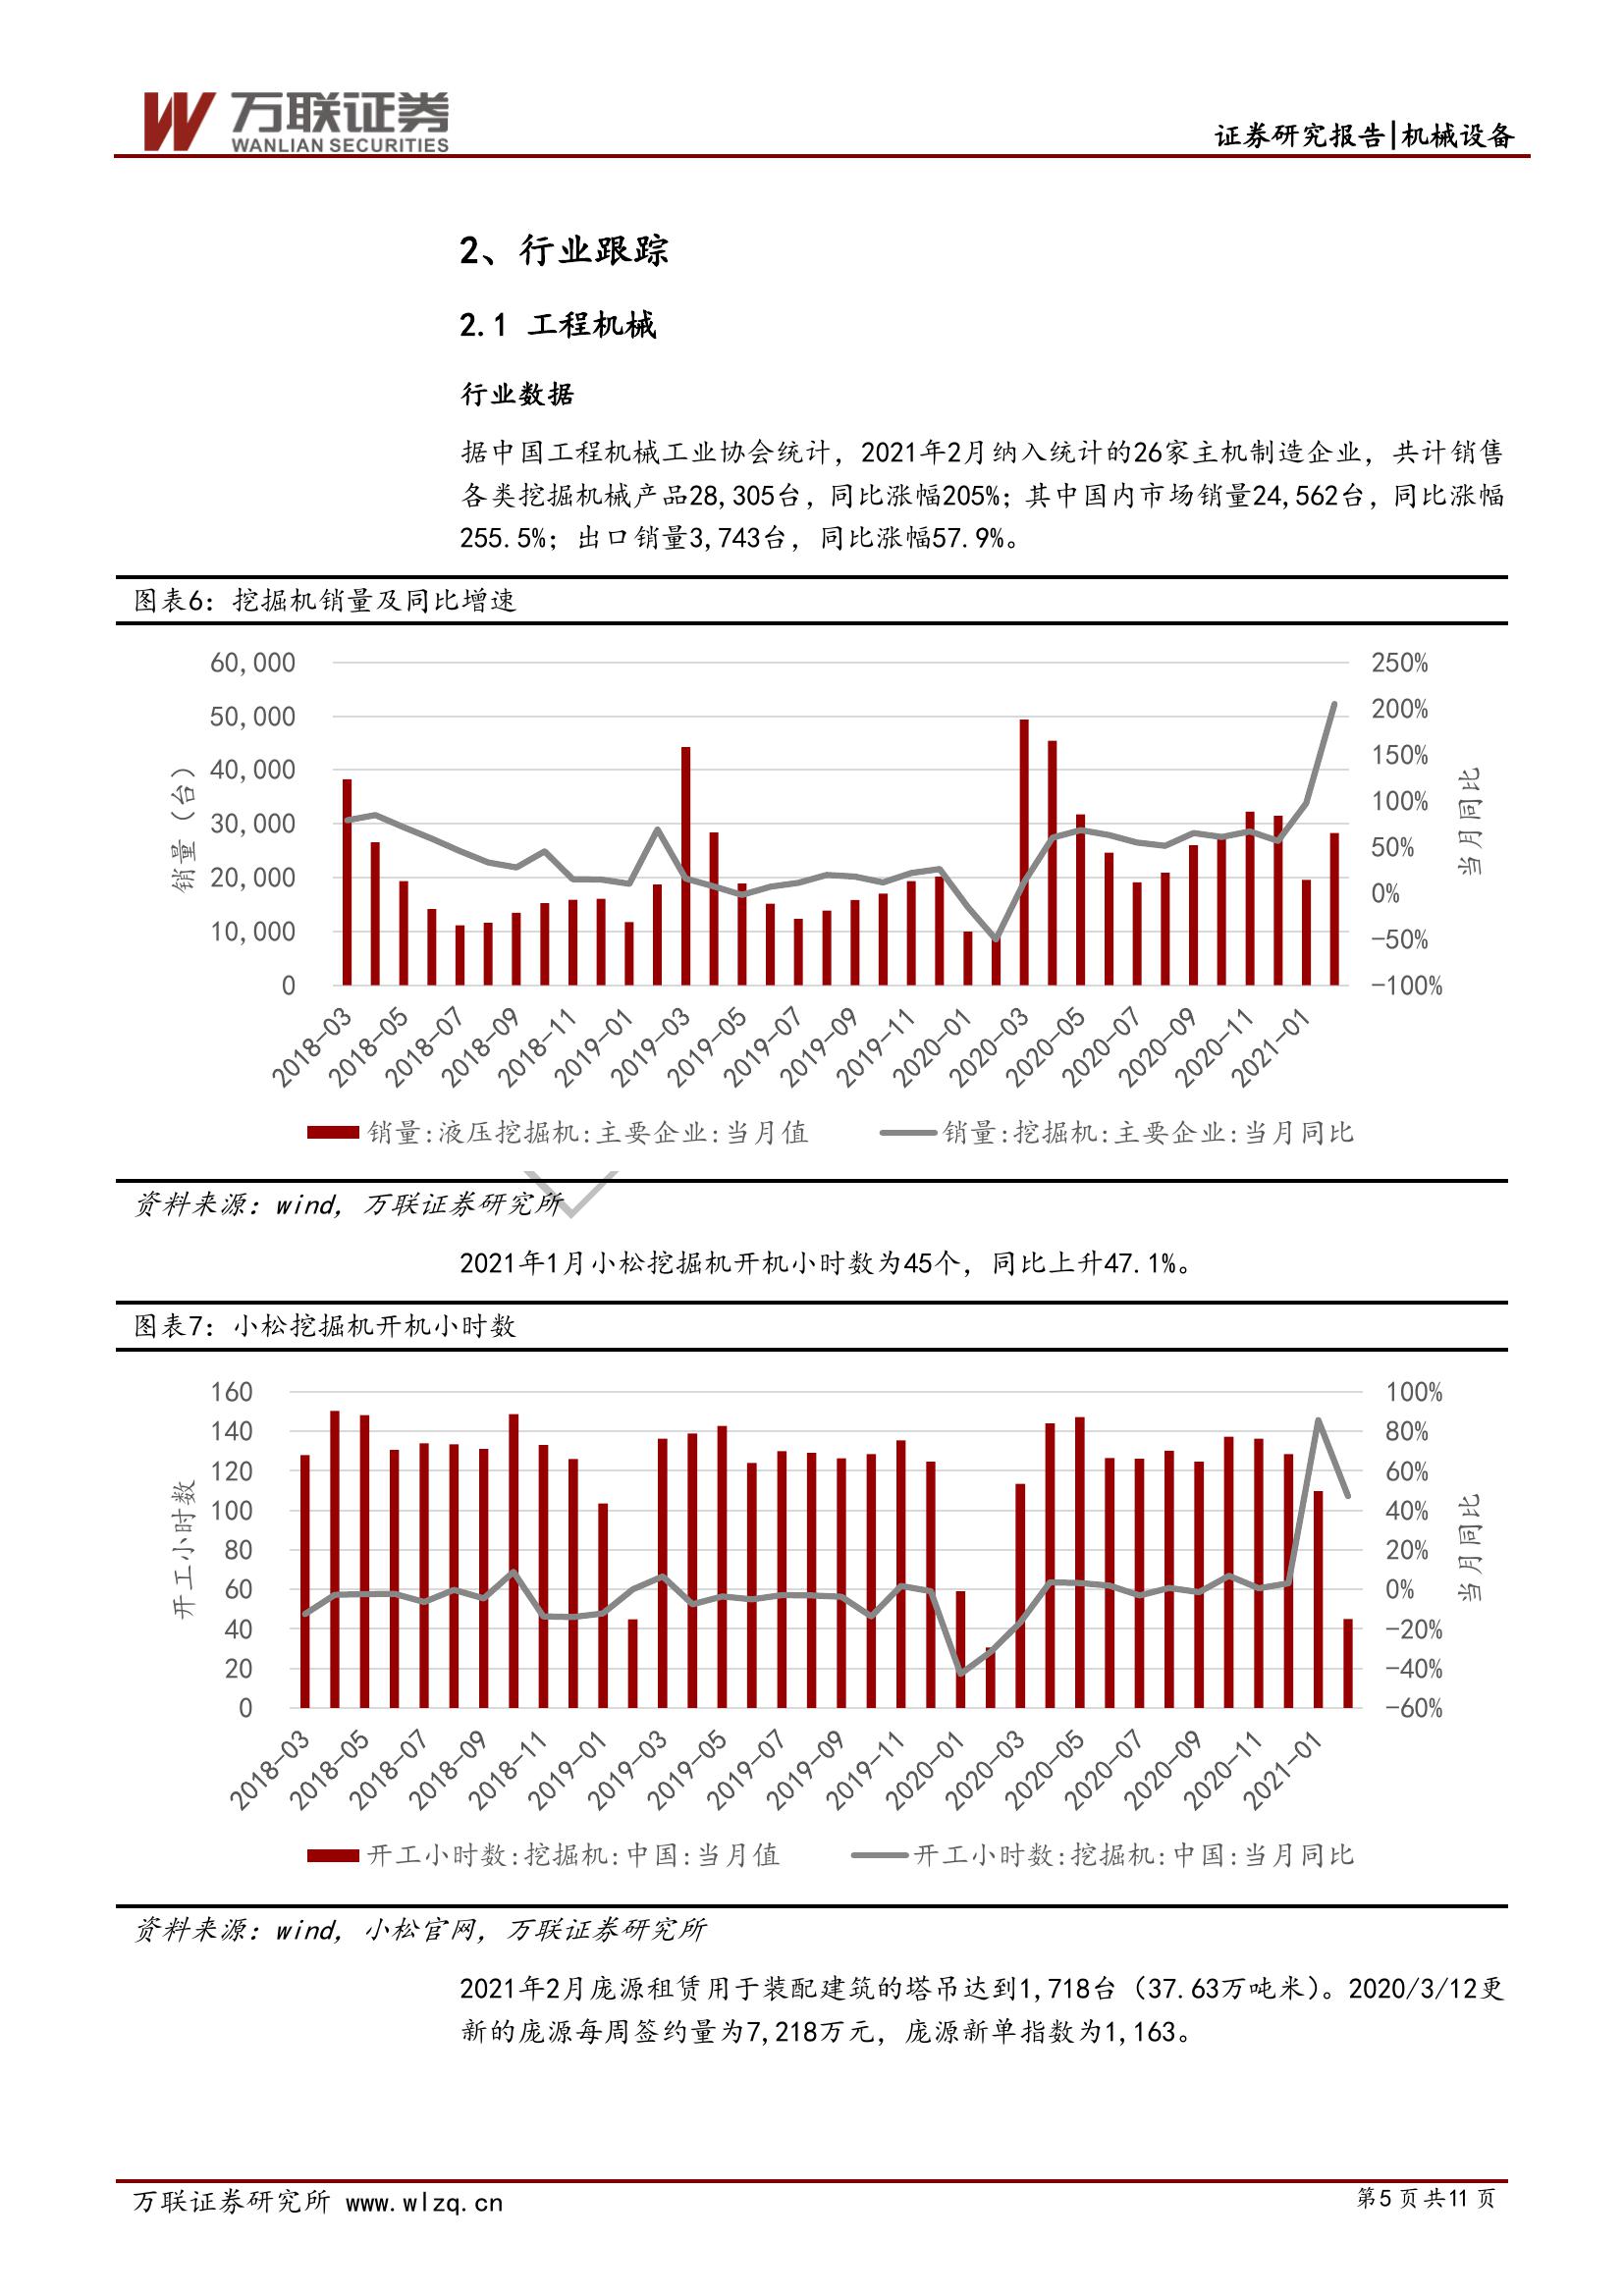 万联证券
WANLIAN SECURITIES
证券研究报告|机械设备
2、行业跟踪
2.1 工程机械
行业数据
据中国工程机械工业协会统计，2021年2月纳入统计的26家主机制造企业，共计销售
各类挖掘机械产品28,305台，同比涨幅205%；其中国内市场销量24,562台，同比涨幅
255.5%；出口销量3,743台，同比涨幅57.9%。
图表6：挖掘机销量及同比增速
60,000
50,000
40,000
30,000
20,000
10,000
0
销量（台）
250%
200%
150%
100%
50%
0%
-50%
-100%
当月同比
2018-03
2018-05
2018-07
2018-09
2018-11
2019-01
2019-03
2019-05
2019-07
2019-09
2019-11
2020-01
2020-03
2020-05
2020-07
2020-09
2020-11
2021-01
销量:液压挖掘机:主要企业:当月值
销量:挖掘机:主要企业:当月同比
资料来源：wind，万联证券研究所
2021年1月小松挖掘机开机小时数为45个，同比上升47.1%。
图表7：小松挖掘机开机小时数
160
140
120
100
80
60
40
20
0
开工小时数
100%
80%
60%
40%
20%
0%
-20%
-40%
-60%
当月同比
2018-03
2018-05
2018-07
2018-09
2018-11
2019-01
2019-03
2019-05
2019-07
2019-09
2019-11
2020-01
2020-03
2020-05
2020-07
2020-09
2020-11
2021-01
开工小时数:挖掘机:中国:当月值
开工小时数:挖掘机:中国:当月同比
资料来源：wind，小松官网，万联证券研究所
2021年2月庞源租赁用于装配建筑的塔吊达到1,718台（37.63万吨米）。2020/3/12更
新的庞源每周签约量为7,218万元，庞源新单指数为1,163。
万联证券研究所 www.wlzq.cn
第5 页 共11 页